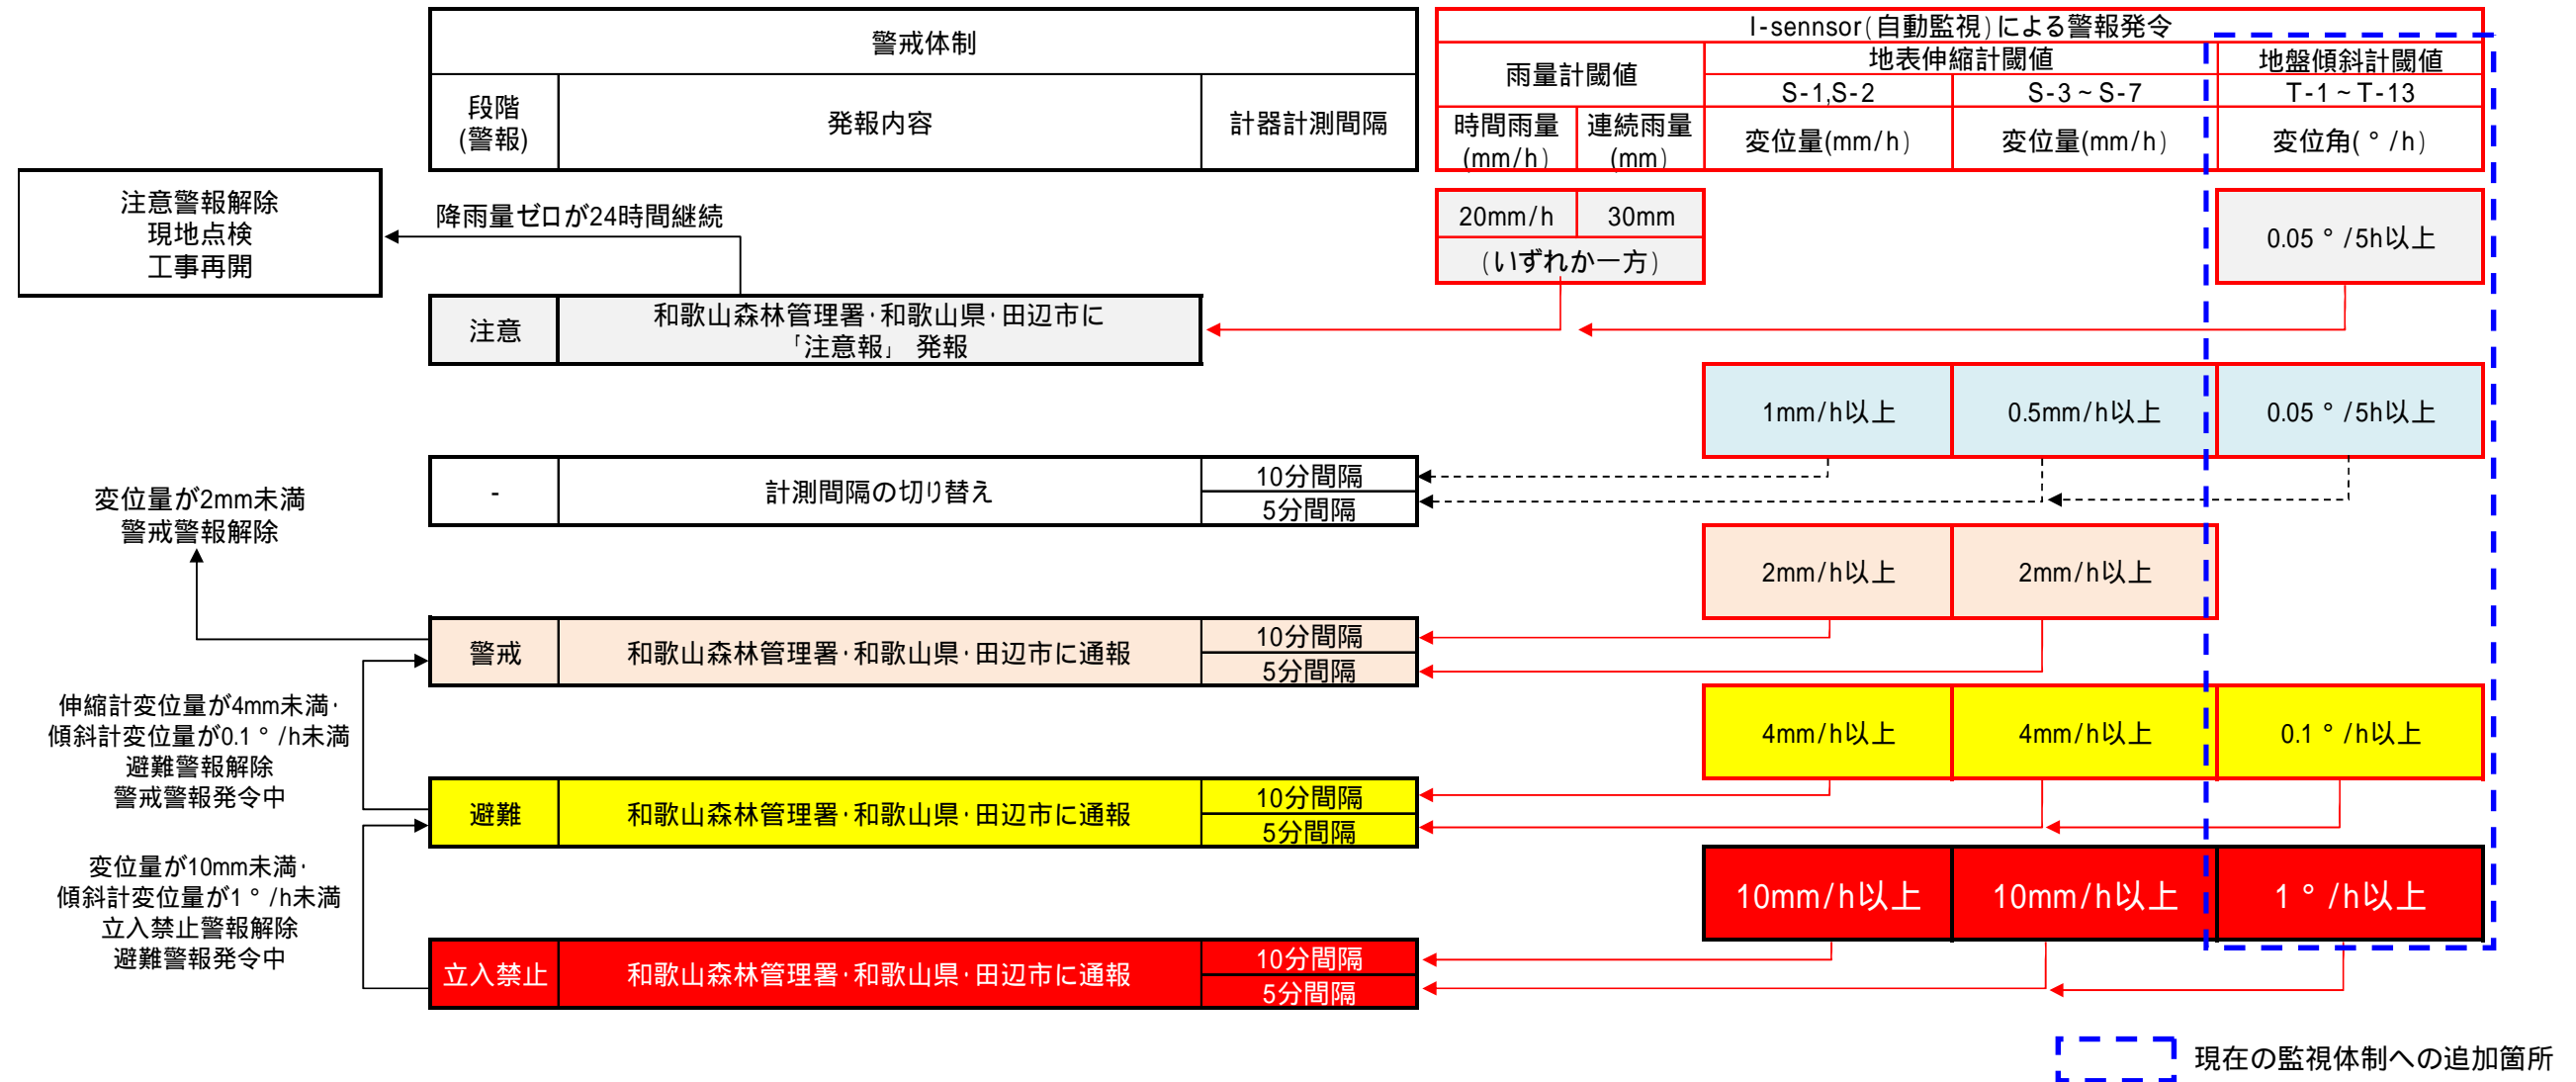 警戒体制
段階
(警報)
発報内容
計器計測間隔
I-sennsor(自動監視)による警報発令
雨量計閾値
地表伸縮計閾値
地盤傾斜計閾値
S-1,S-2
S-3~S-7
T-1~T-13
時間雨量
(mm/h)
連続雨量
(mm)
変位量(mm/h)
変位量(mm/h)
変位角(°/h)
注意警報解除
現地点検
工事再開
降雨量ゼロが24時間継続
20mm/h
30mm
(いずれか一方)
0.05°/5h以上
注意
和歌山森林管理署・和歌山県・田辺市に
「注意報」 発報
1mm/h以上
0.5mm/h以上
0.05°/5h以上
-
計測間隔の切り替え
10分間隔
5分間隔
変位量が2mm未満
警戒警報解除
2mm/h以上
2mm/h以上
警戒
和歌山森林管理署・和歌山県・田辺市に通報
10分間隔
5分間隔
伸縮計変位量が4mm未満・
傾斜計変位量が0.1°/h未満
避難警報解除
警戒警報発令中
4mm/h以上
4mm/h以上
0.1°/h以上
避難
和歌山森林管理署・和歌山県・田辺市に通報
10分間隔
5分間隔
変位量が10mm未満・
傾斜計変位量が1°/h未満
立入禁止警報解除
避難警報発令中
10mm/h以上
10mm/h以上
1°/h以上
立入禁止
和歌山森林管理署・和歌山県・田辺市に通報
10分間隔
5分間隔
現在の監視体制への追加箇所